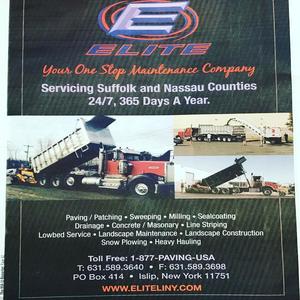 E
ELITE
Your One Stop Maintenance Company
Servicing Suffolk and Nassau Counties
24/7, 365 Days A Year.
Paving / Patching • Sweeping • Milling • Sealcoating
Drainage • Concrete / Masonry • Line Striping
Lowbed Service • Landscape Maintenance • Landscape Construction
Snow Plowing • Heavy Hauling
Toll Free: 1-877-PAVING-USA
T: 631.589.3640 • F: 631.589.3698
PO Box 414 • Islip, New York 11751
www.ELITELINY.COM